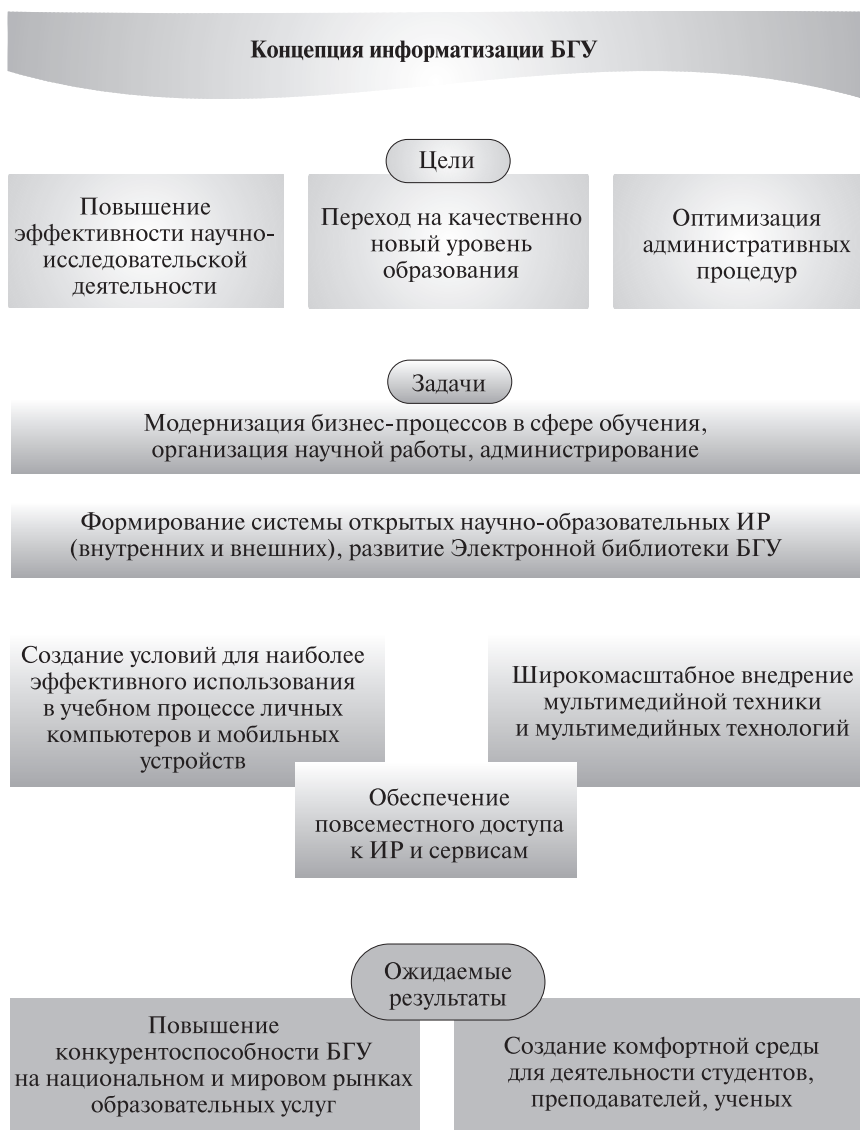 Концепция информатизации БГУ
Цели
Повышение
эффективности научно-
исследовательской
деятельности
Переход на качественно
новый уровень
образования
Оптимизация
административных
процедур
Задачи
Модернизация бизнес-процессов в сфере обучения,
организация научной работы, администрирование
Формирование системы открытых научно-образовательных ИР
(внутренних и внешних), развитие Электронной библиотеки БГУ
Создание условий для наиболее
эффективного использования
в учебном процессе личных
компьютеров и мобильных
устройств
Широкомасштабное внедрение
мультимедийной техники
и мультимедийных технологий
Обеспечение
повсеместного доступа
к ИР и сервисам
Ожидаемые
результаты
Повышение
конкурентоспособности БГУ
на национальном и мировом рынках
образовательных услуг
Создание комфортной среды
для деятельности студентов,
преподавателей, ученых